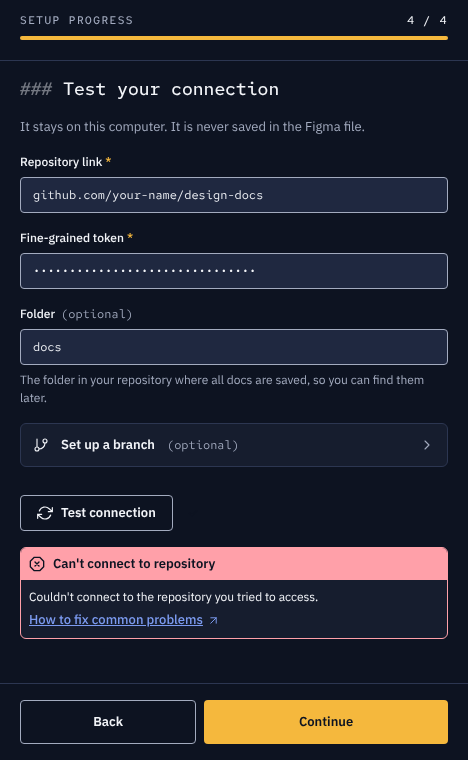 SETUP PROGRESS
4 / 4
### Test your connection
It stays on this computer. It is never saved in the Figma file.
Repository link *
github.com/your-name/design-docs
Fine-grained token *
•••••••••••••••••••••••••••••••
Folder (optional)
docs
The folder in your repository where all docs are saved, so you can find them
later.
Set up a branch (optional)
Test connection
Can't connect to repository
Couldn't connect to the repository you tried to access.
How to fix common problems
Back
Continue